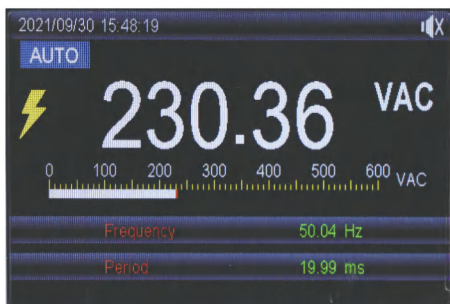 2021/09/30 15:48:19
AUTO
230.36 VAC
0 100 200 300 400 500 600 VAC
Frequency 50.04 Hz
Period 19.99 ms